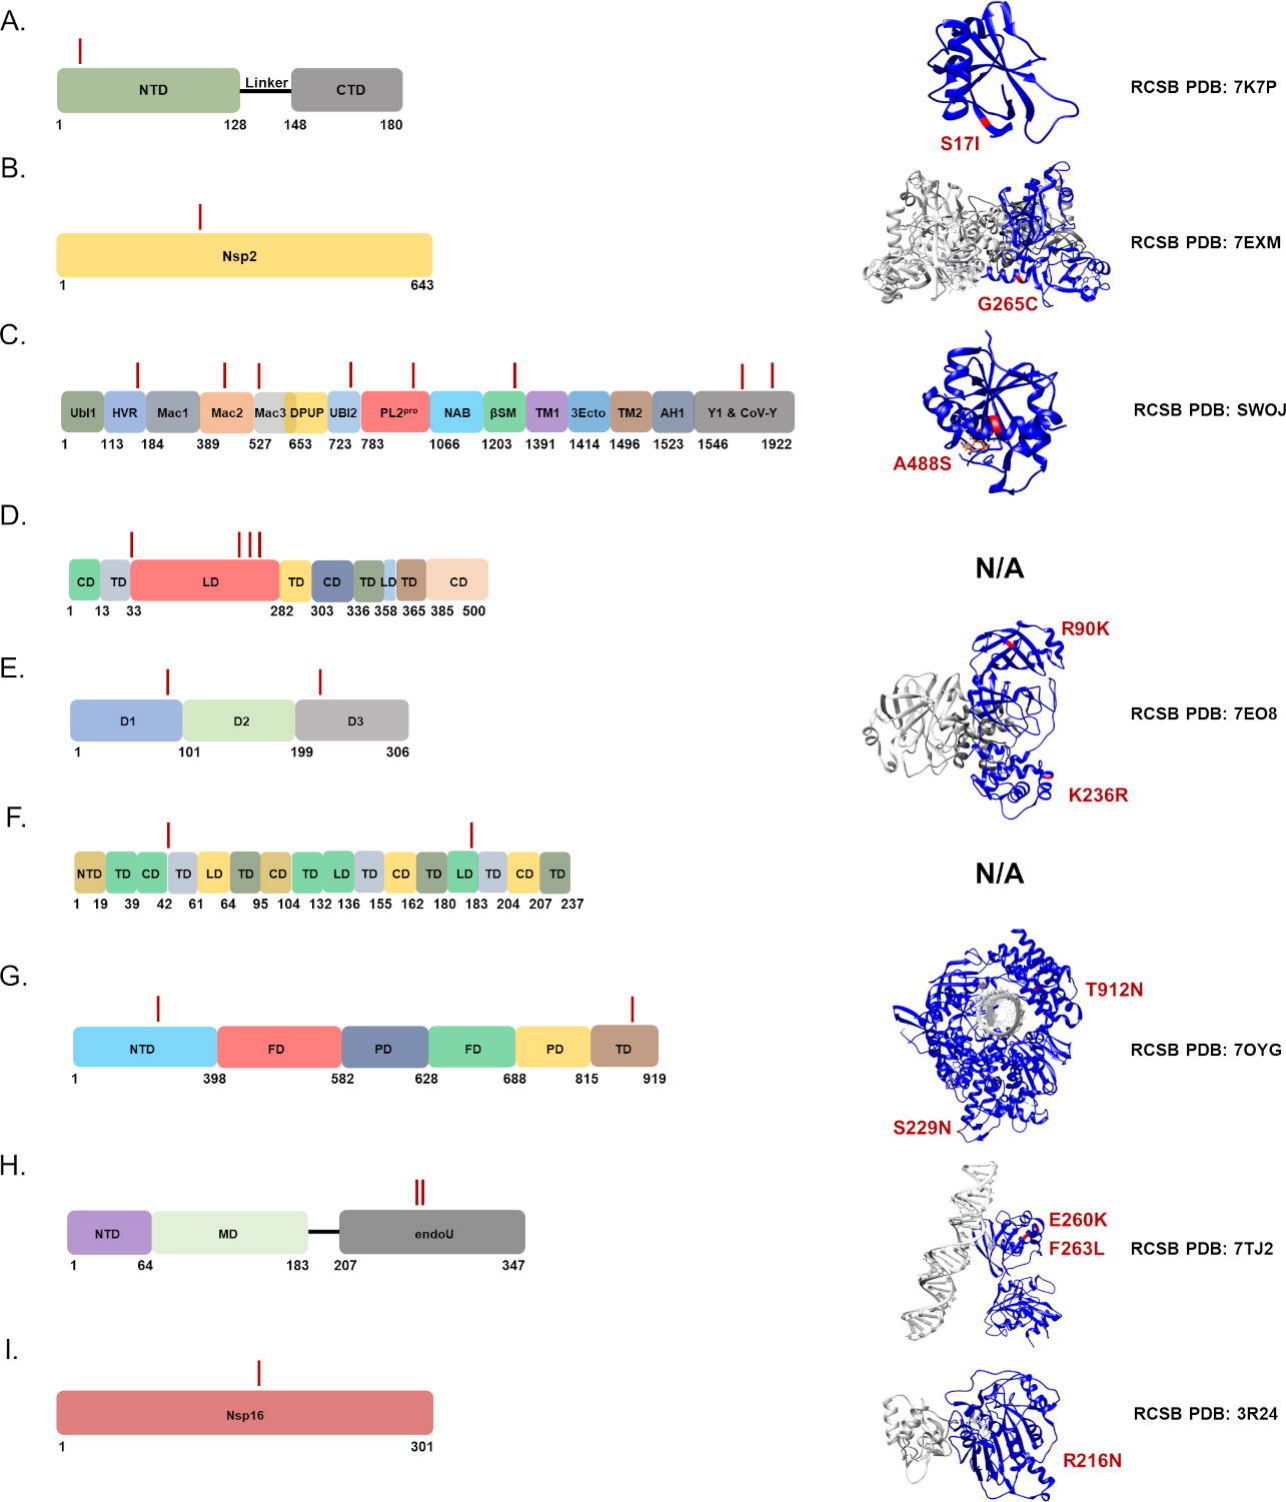 A.
NTD Linker CTD
1 128 148 180
S17I
RCSB PDB: 7K7P
B.
Nsp2
1 643
G265C
RCSB PDB: 7EXM
C.
Ubl1 HVR Mac1 Mac2 Mac3 DPUP UBI2 PL2pro NAB βSM TM1 3Ecto TM2 AH1 Y1 & CoV-Y
1 113 184 389 527 653 723 783 1066 1203 1391 1414 1496 1523 1546 1922
A488S
RCSB PDB: SWOJ
D.
CD TD LD TD CD TD LD TD CD
1 13 33 282 303 336 358 365 385 500
N/A
E.
D1 D2 D3
1 101 199 306
R90K
K236R
RCSB PDB: 7EO8
F.
NTD TD CD TD LD TD CD TD LD TD CD TD LD TD CD TD
1 19 39 42 61 64 95 104 132 136 155 162 180 183 204 207 237
N/A
G.
NTD FD PD FD PD TD
1 398 582 628 688 815 919
T912N
S229N
RCSB PDB: 7OYG
H.
NTD MD endoU
1 64 183 207 347
E260K
F263L
RCSB PDB: 7TJ2
I.
Nsp16
1 301
R216N
RCSB PDB: 3R24